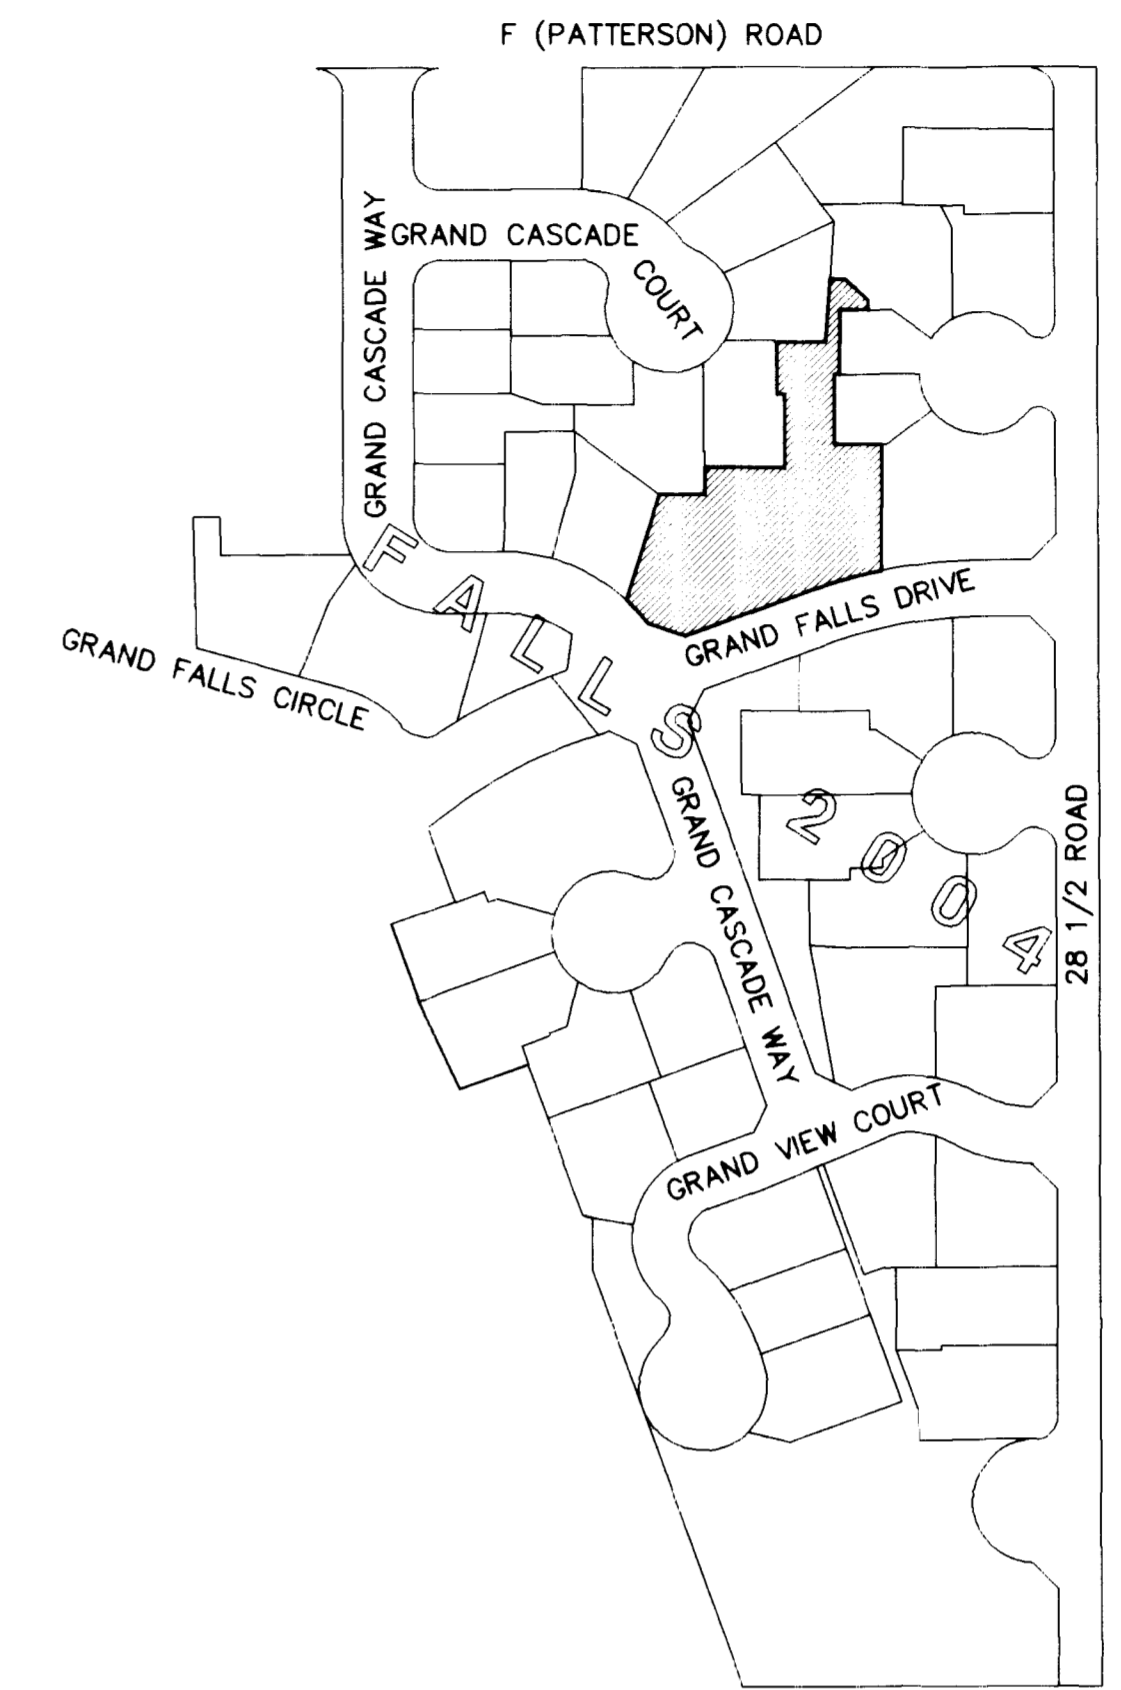 F (PATTERSON) ROAD
GRAND CASCADE WAY
GRAND CASCADE
COURT
FALLS
GRAND FALLS DRIVE
GRAND FALLS CIRCLE
2004
GRAND CASCADE WAY
28 1/2 ROAD
GRAND VIEW COURT